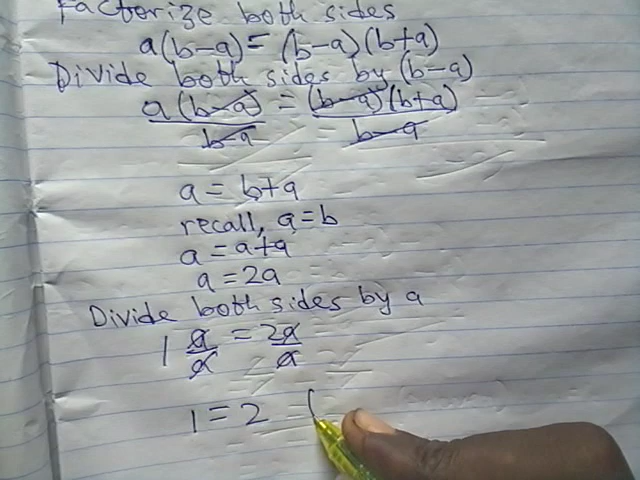 Factorize both sides
a(b-a) = (b-a)(b+a)
Divide both sides by (b-a)
a(b-a) = (b-a)(b+a)
b-a b-a
a = b+a
recall, a=b
a=a+a
a=2a
Divide both sides by a
1 a = 2a
a a
1=2